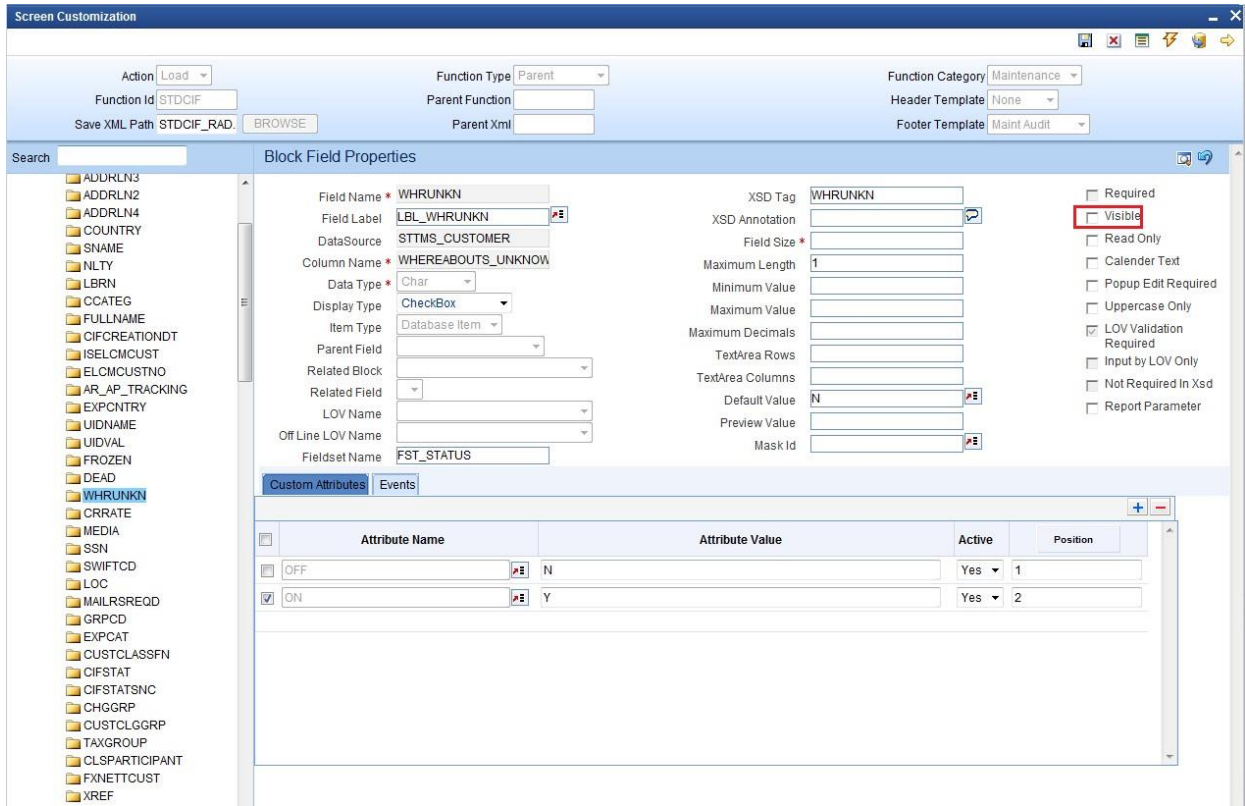 Screen Customization
Action Load
Function Type Parent
Function Category Maintenance
Function Id STDCIF
Parent Function
Header Template None
Save XML Path STDCIF_RAD. BROWSE
Parent Xml
Footer Template Maint Audit
Search
Block Field Properties
ADDRLN3
ADDRLN2
ADDRLN4
COUNTRY
SNAME
NLTY
LBRN
CCATEG
FULLNAME
CIFCREATIONDT
ISELCMCUST
ELCMCUSTNO
AR_AP_TRACKING
EXPCNTRY
UIDNAME
UIDVAL
FROZEN
DEAD
WHRUNKN
CRRATE
MEDIA
SSN
SWIFTCD
LOC
MAILRSREQD
GRPCD
EXPCAT
CUSTCLASSFN
CIFSTAT
CIFSTATSNC
CHGGRP
CUSTCLGGRP
TAXGROUP
CLSPARTICIPANT
FXNETTCUST
XREF
Field Name * WHRUNKN
Field Label LBL_WHRUNKN
DataSource STTMS_CUSTOMER
Column Name * WHEREABOUTS_UNKNOW
Data Type * Char
Display Type CheckBox
Item Type Database Item
Parent Field
Related Block
Related Field
LOV Name
Off Line LOV Name
Fieldset Name FST_STATUS
XSD Tag WHRUNKN
XSD Annotation
Field Size *
Maximum Length 1
Minimum Value
Maximum Value
Maximum Decimals
TextArea Rows
TextArea Columns
Default Value N
Preview Value
Mask Id
Required
Visible
Read Only
Calender Text
Popup Edit Required
Uppercase Only
LOV Validation
Required
Input by LOV Only
Not Required In Xsd
Report Parameter
Custom Attributes Events
Attribute Name Attribute Value Active Position
OFF N Yes 1
ON Y Yes 2